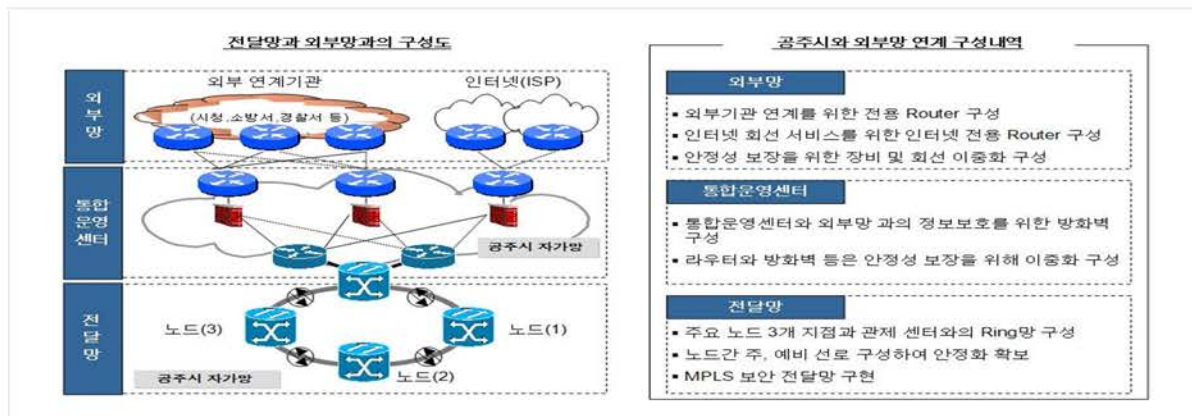 전달망과 외부망과의 구성도
외부망
외부 연계기관
(시청,소방서,경찰서 등)
인터넷(ISP)
통합운영센터
공주시 자가망
전달망
노드(3)
노드(1)
노드(2)
공주시 자가망
공주시와 외부망 연계 구성내역
외부망
▪ 외부기관 연계를 위한 전용 Router 구성
▪ 인터넷 회선 서비스를 위한 인터넷 전용 Router 구성
▪ 안정성 보장을 위한 장비 및 회선 이중화 구성
통합운영센터
▪ 통합운영센터와 외부망 과의 정보보호를 위한 방화벽
구성
▪ 라우터와 방화벽 등은 안정성 보장을 위해 이중화 구성
전달망
▪ 주요 노드 3개 지점과 관제 센터와의 Ring망 구성
▪ 노드간 주, 예비 선로 구성하여 안정화 확보
▪ MPLS 보안 전달망 구현